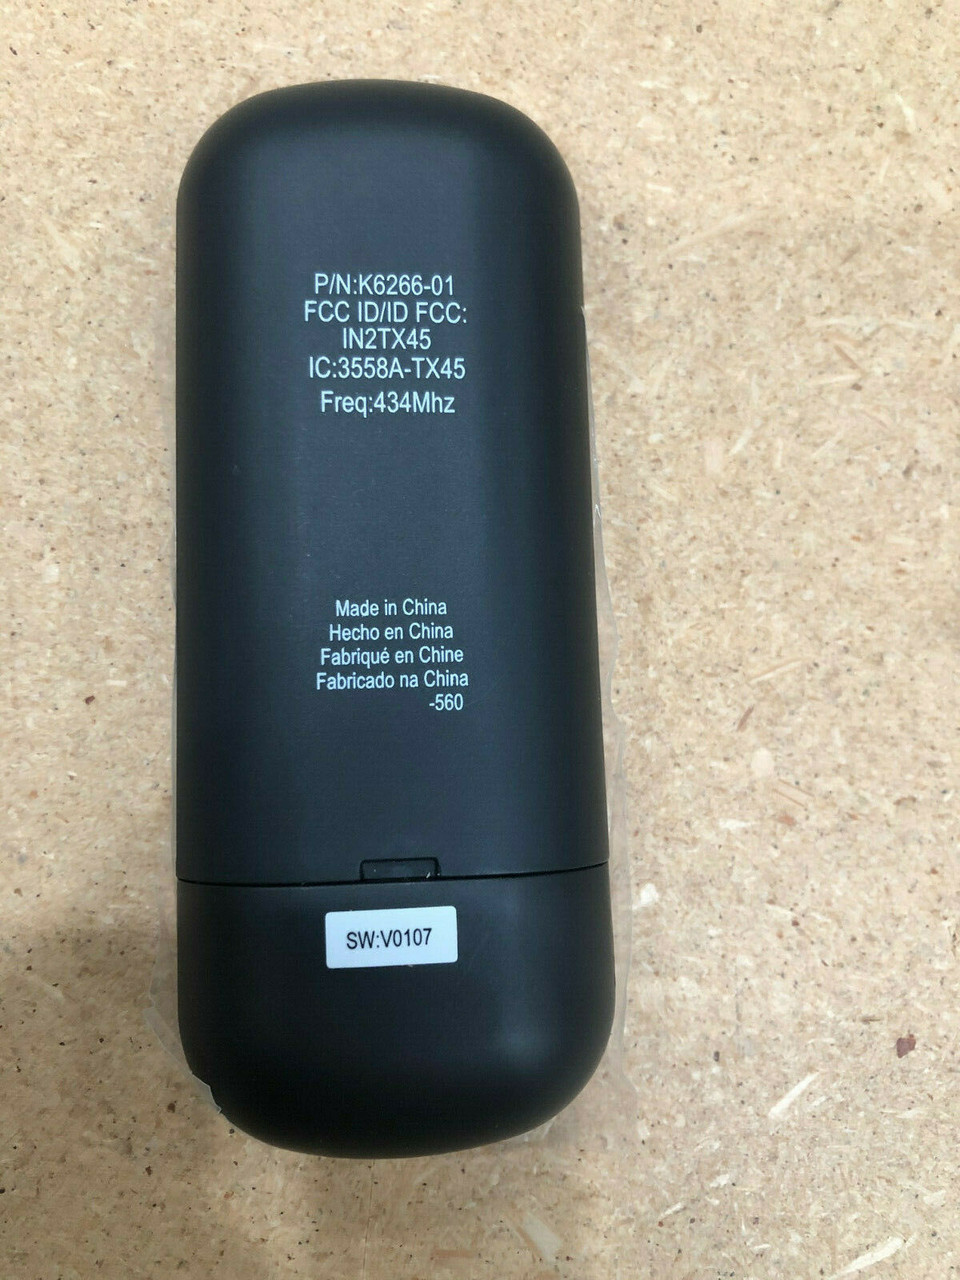 P/N:K6266-01
FCC ID/ID FCC:
IN2TX45
IC:3558A-TX45
Freq:434Mhz
Made in China
Hecho en China
Fabriqué en Chine
Fabricado na China
-560
SW:V0107